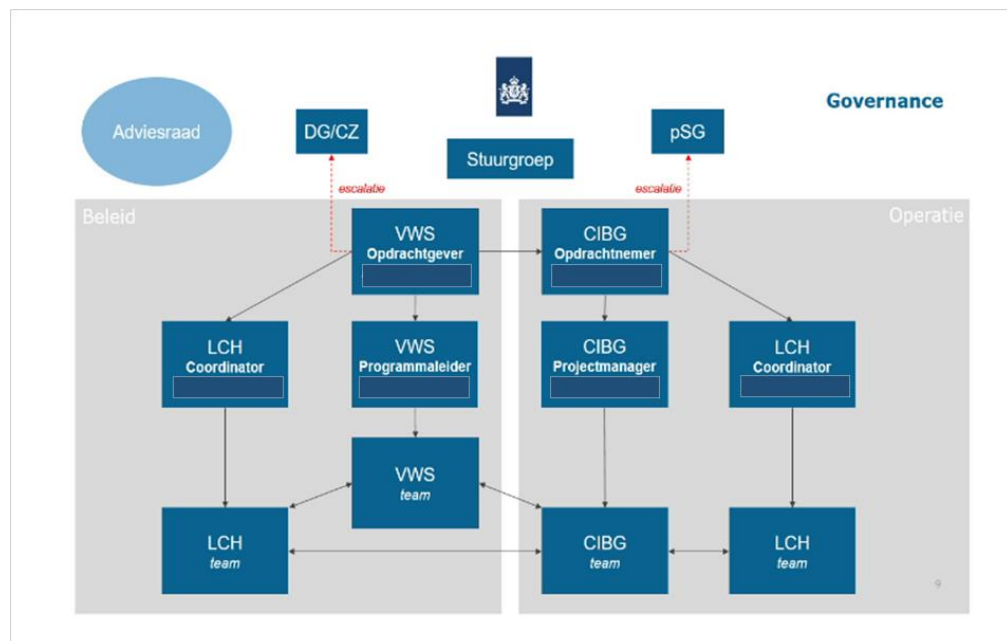 Governance
Adviesraad
DG/CZ
Stuurgroep
pSG
escalatie
escalatie
Beleid
Operatie
VWS
Opdrachtgever
CIBG
Opdrachtnemer
LCH
Coordinator
VWS
Programmaleider
CIBG
Projectmanager
LCH
Coordinator
VWS
team
LCH
team
CIBG
team
LCH
team
9